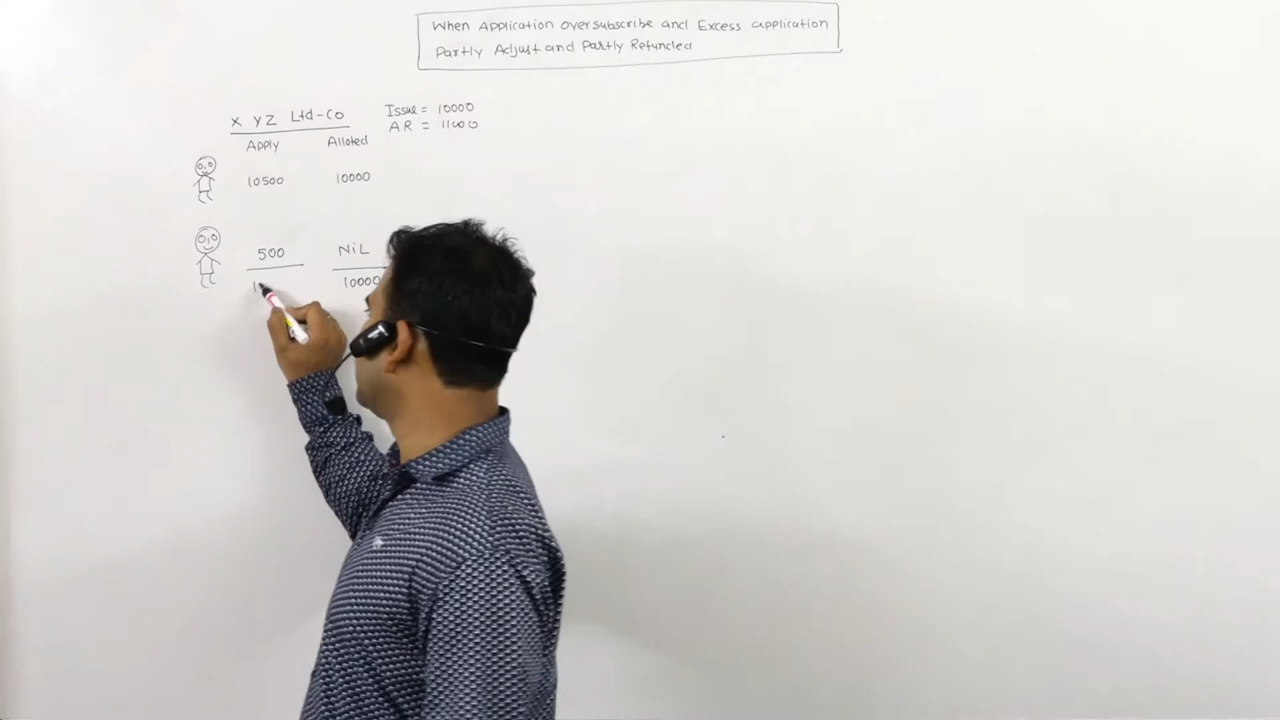 When Application oversubscribe and Excess application
Partly Adjust and Partly Refunded
X YZ Ltd-Co
Issue = 10000
AR = 11000
Apply Alloted
10500 10000
500 NiL
10000